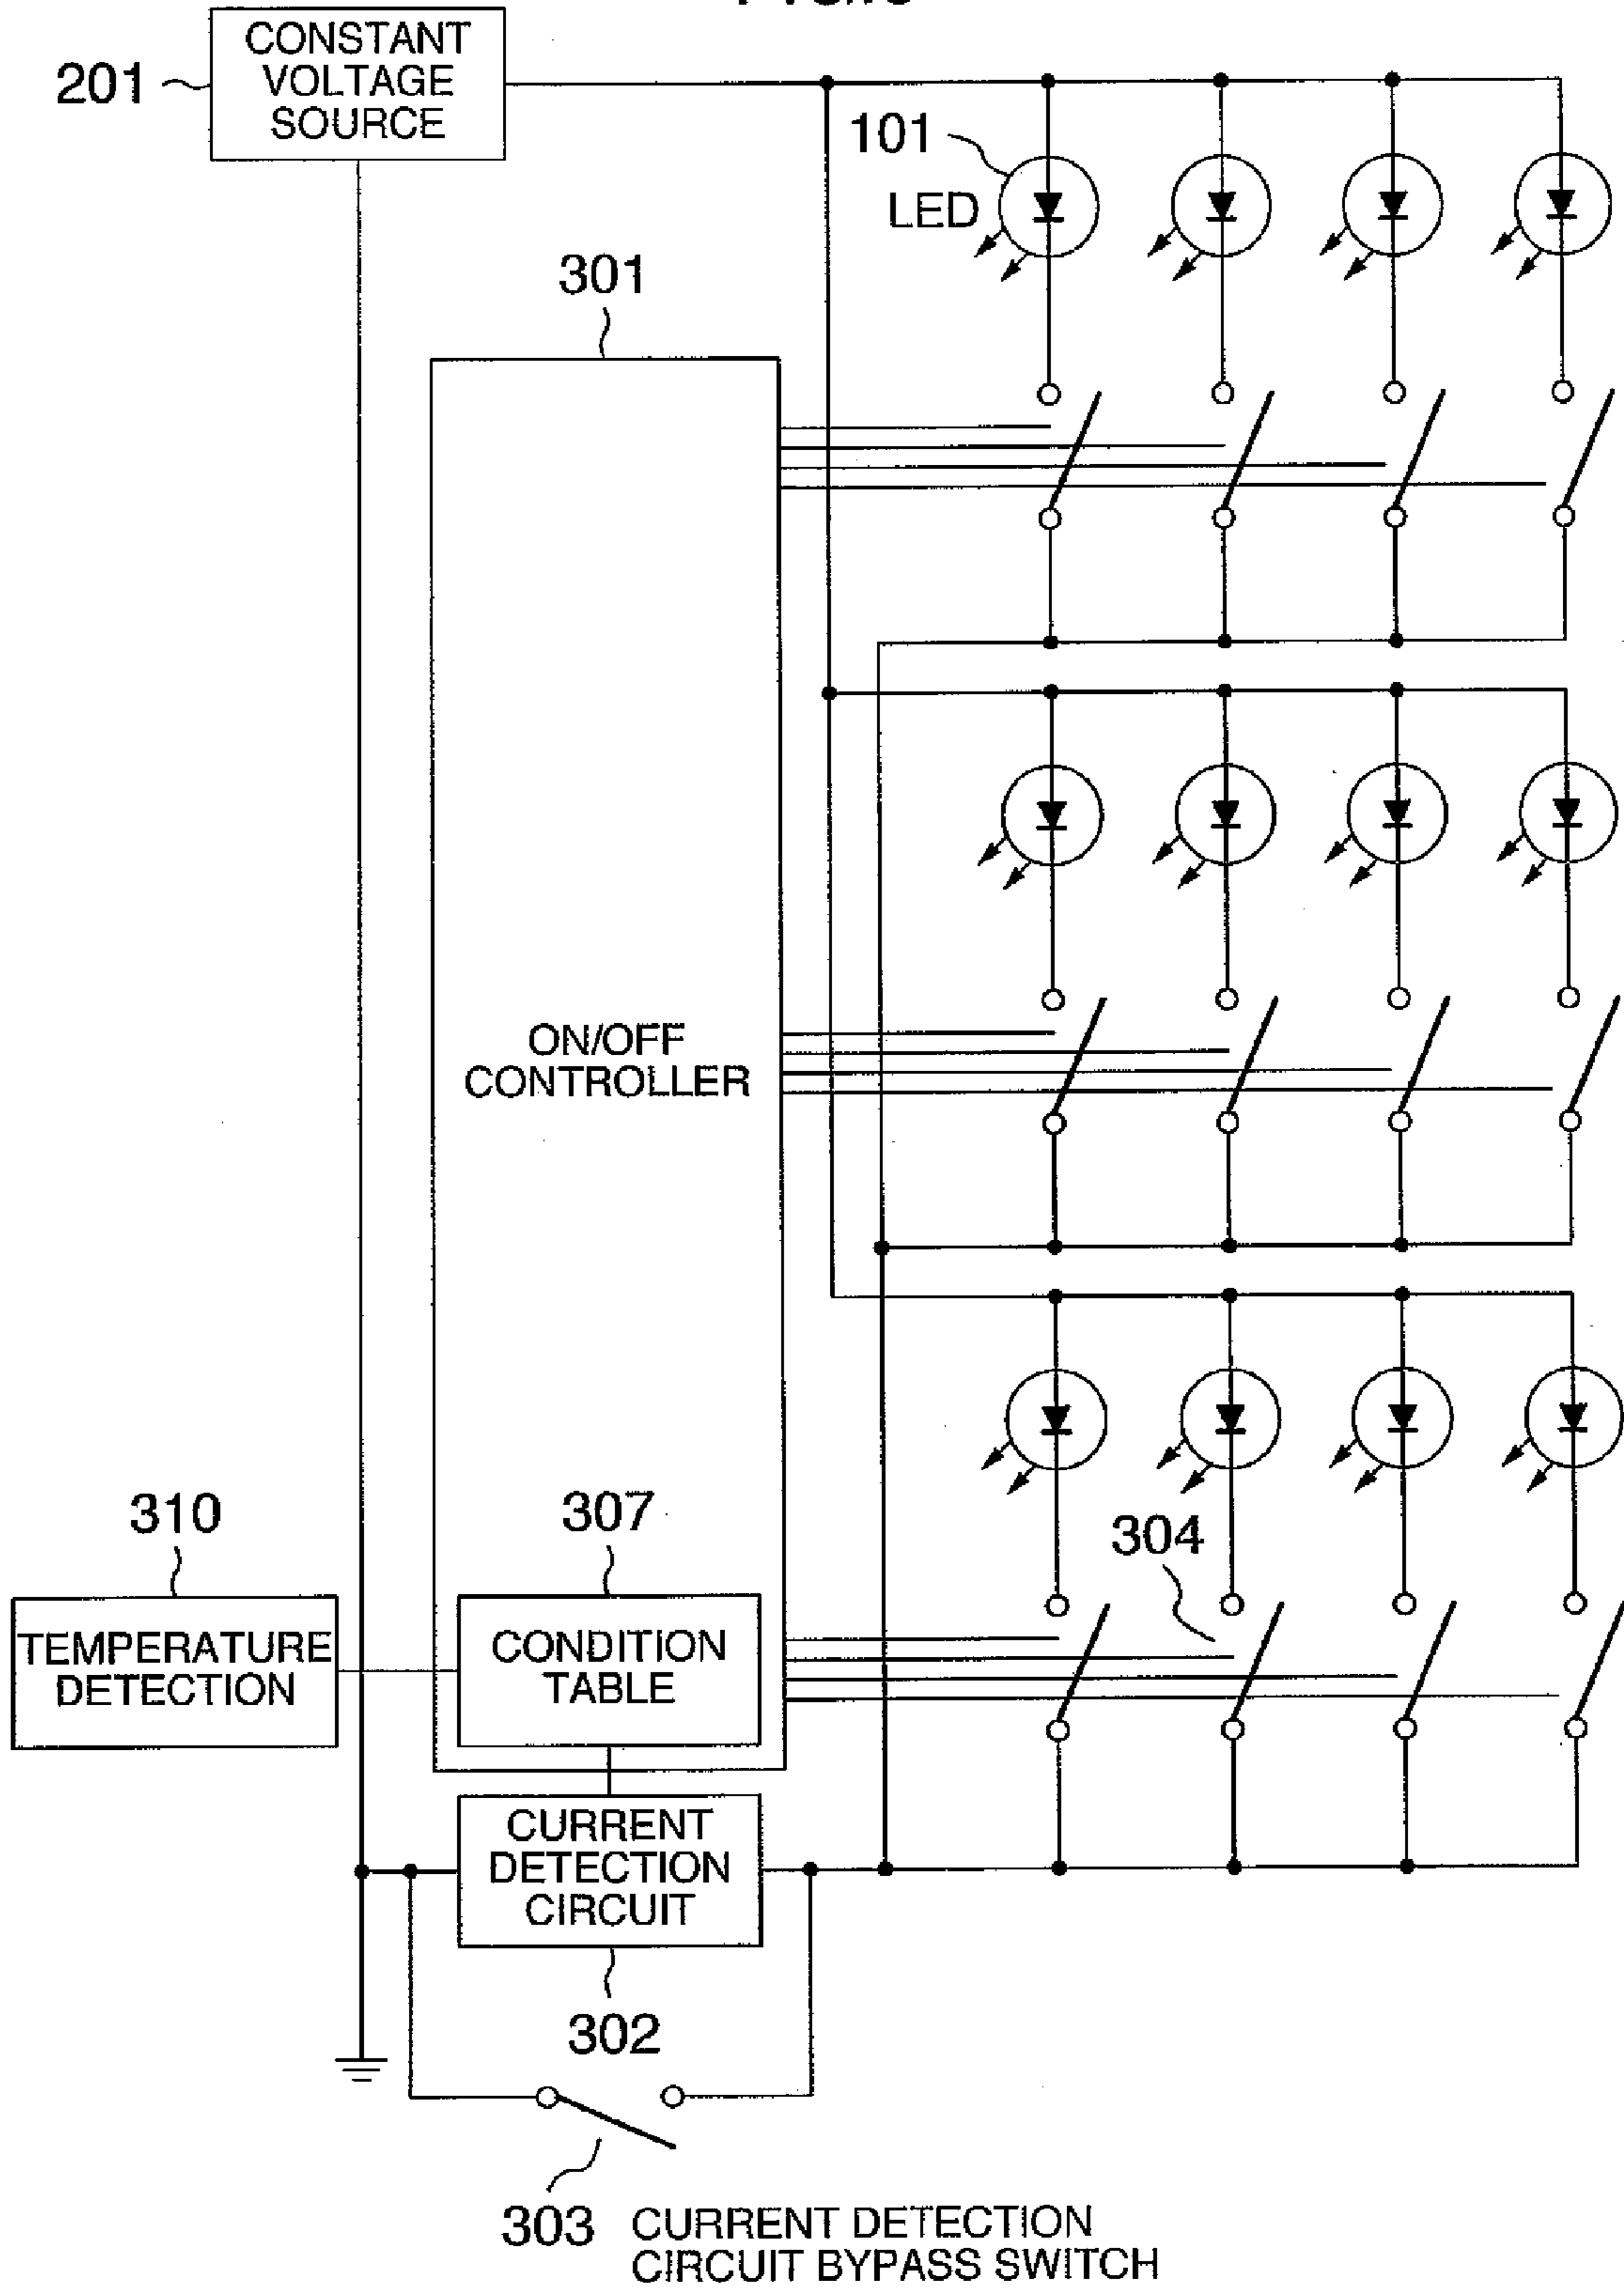 CONSTANT
VOLTAGE
SOURCE
201
101
LED
301
ON/OFF
CONTROLLER
310
307
304
TEMPERATURE
DETECTION
CONDITION
TABLE
CURRENT
DETECTION
CIRCUIT
302
303
CURRENT DETECTION
CIRCUIT BYPASS SWITCH